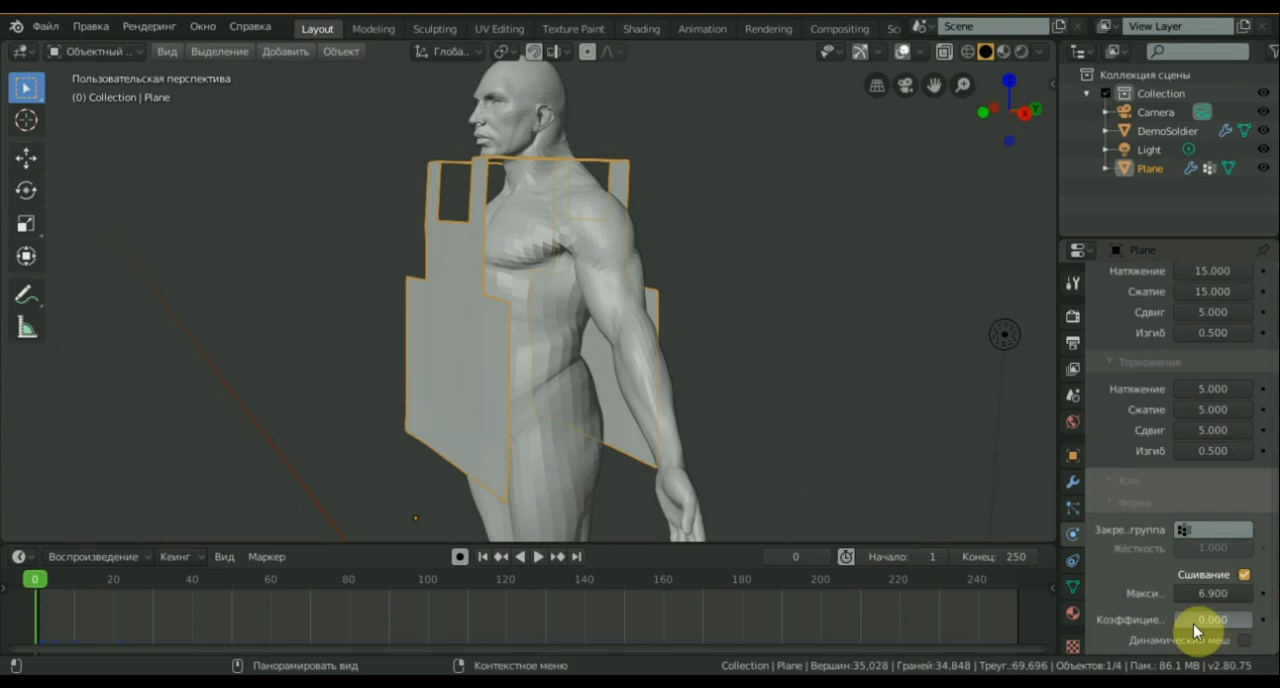 Файл Правка Рендеринг Окно Справка Layout Modeling Sculpting UV Editing Texture Paint Shading Animation Rendering Compositing Sc Scene View Layer
Объектный .. Вид Выделение Добавить Объект Глоба..
Пользовательская перспектива
(0) Collection | Plane
Коллекция сцены
Collection
Camera
DemoSoldier
Light
Plane
Plane
Натяжение 15.000
Сжатие 15.000
Сдвиг 5.000
Изгиб 0.500
Торможение
Натяжение 5.000
Сжатие 5.000
Сдвиг 5.000
Изгиб 0.500
Кэш
Форма
Закре..группа
Жёсткость 1.000
Сшивание
Макси.. 6.900
Коэффицие.. 0.000
Динамический меш
Воспроизведение Кеинг Вид Маркер 0 Начало: 1 Конец: 250
0 20 40 60 80 100 120 140 160 180 200 220 240
Панорамировать вид Контекстное меню Collection | Plane | Вершин:35,028 | Граней:34,848 | Треуг.:69,696 | Объектов:1/4 | Пам.: 86.1 MB | v2.80.75